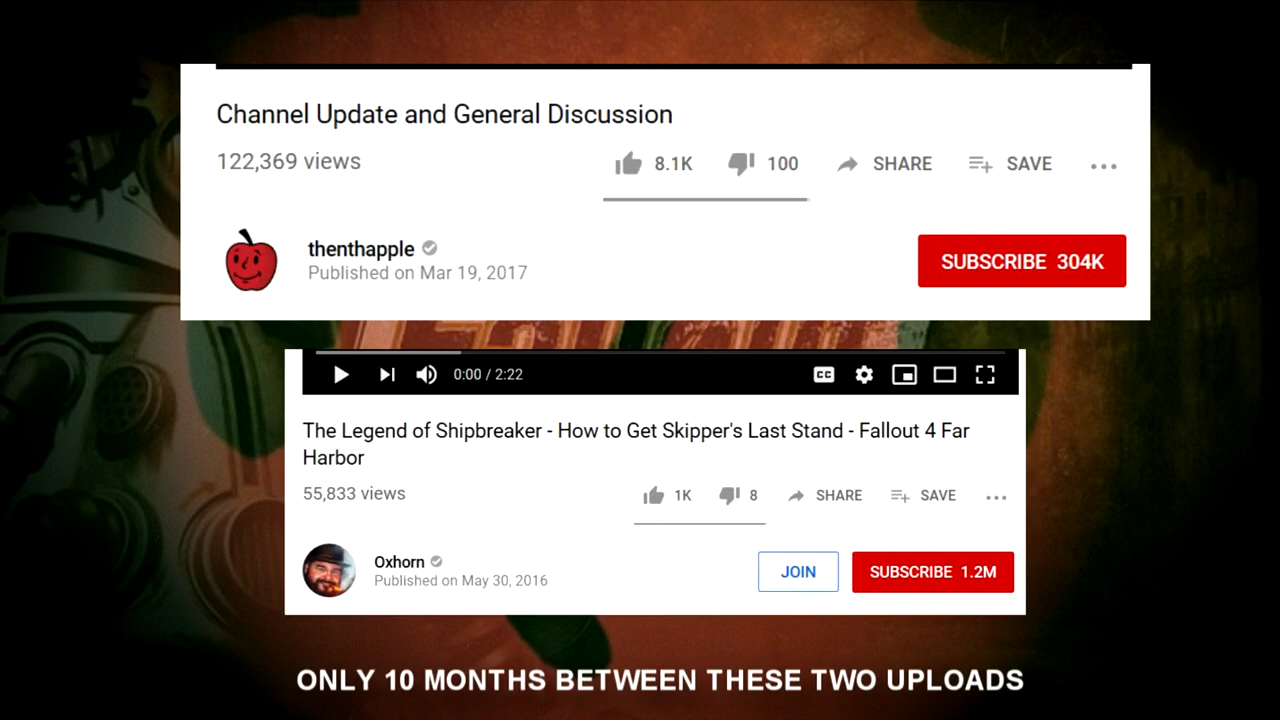 Channel Update and General Discussion
122,369 views
8.1K 100 SHARE SAVE
thenthapple
Published on Mar 19, 2017
SUBSCRIBE 304K
0:00 / 2:22
CC
The Legend of Shipbreaker - How to Get Skipper's Last Stand - Fallout 4 Far
Harbor
55,833 views
1K 8 SHARE SAVE
Oxhorn
Published on May 30, 2016
JOIN
SUBSCRIBE 1.2M
ONLY 10 MONTHS BETWEEN THESE TWO UPLOADS